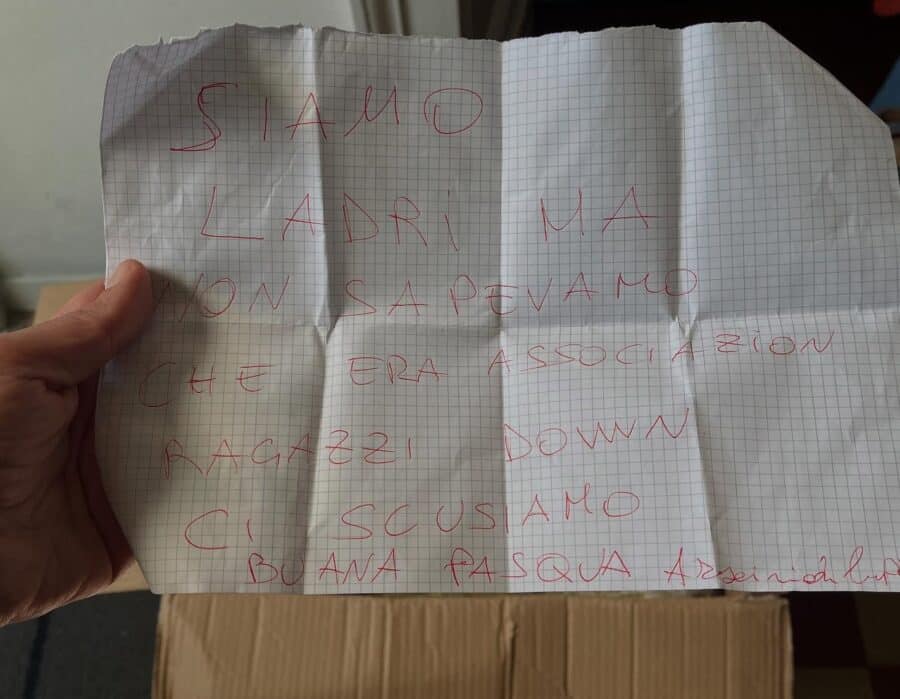 SIAMO
LADRI MA
NON SAPEVAMO
CHE ERA ASSOCIAZION
RAGAZZI DOWN
CI SCUSIAMO
BUANA PASQUA